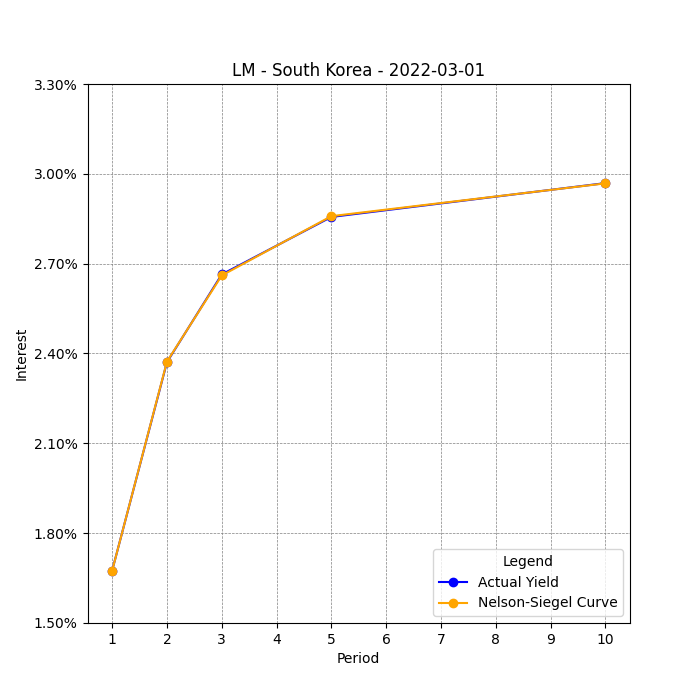 LM - South Korea - 2022-03-01
3.30%
3.00%
2.70%
2.40%
2.10%
1.80%
1.50%
Interest
1 2 3 4 5 6 7 8 9 10
Period
Legend
Actual Yield
Nelson-Siegel Curve